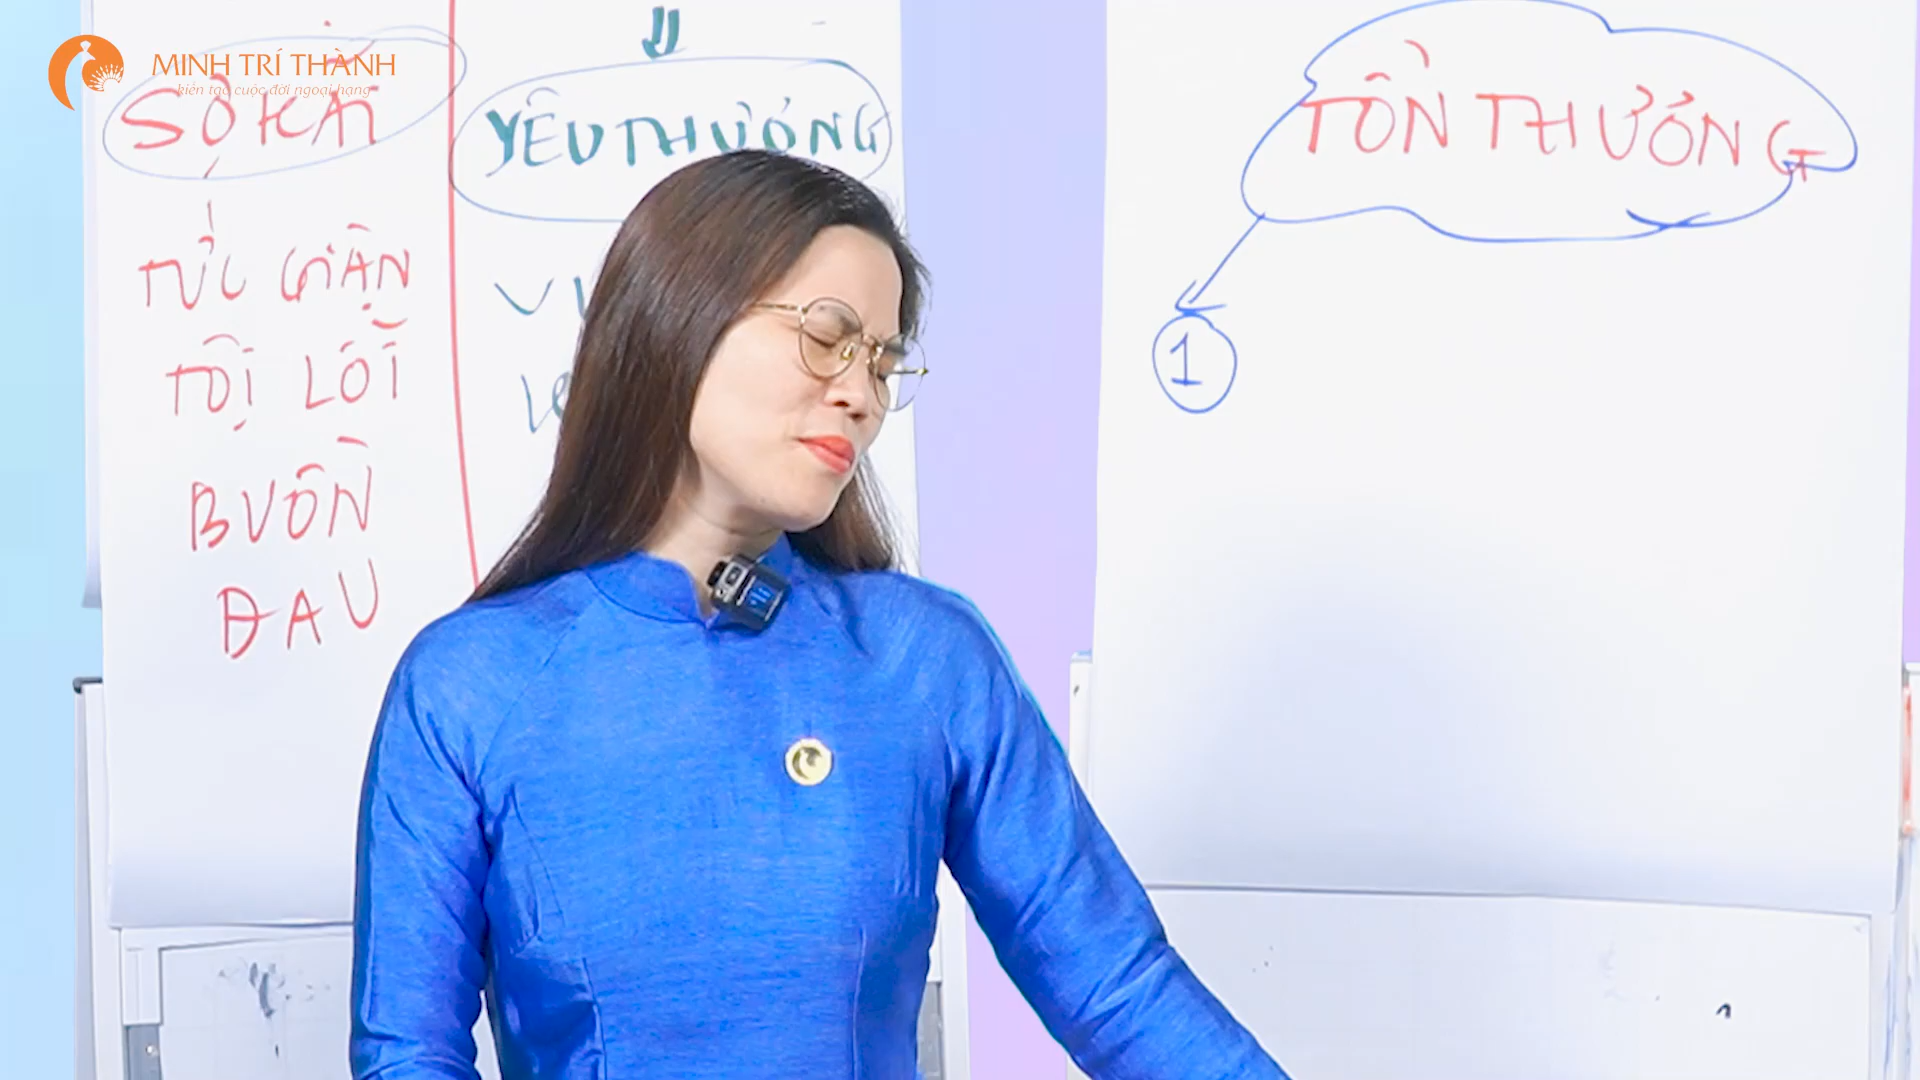 MINH TRÍ THÀNH
kiến tạo cuộc đời ngoại hạng
SỢ HÃI
TỨC GIẬN
TỘI LỖI
BUỒN
ĐAU
YÊU THƯƠNG
TỔN THƯƠNG
1